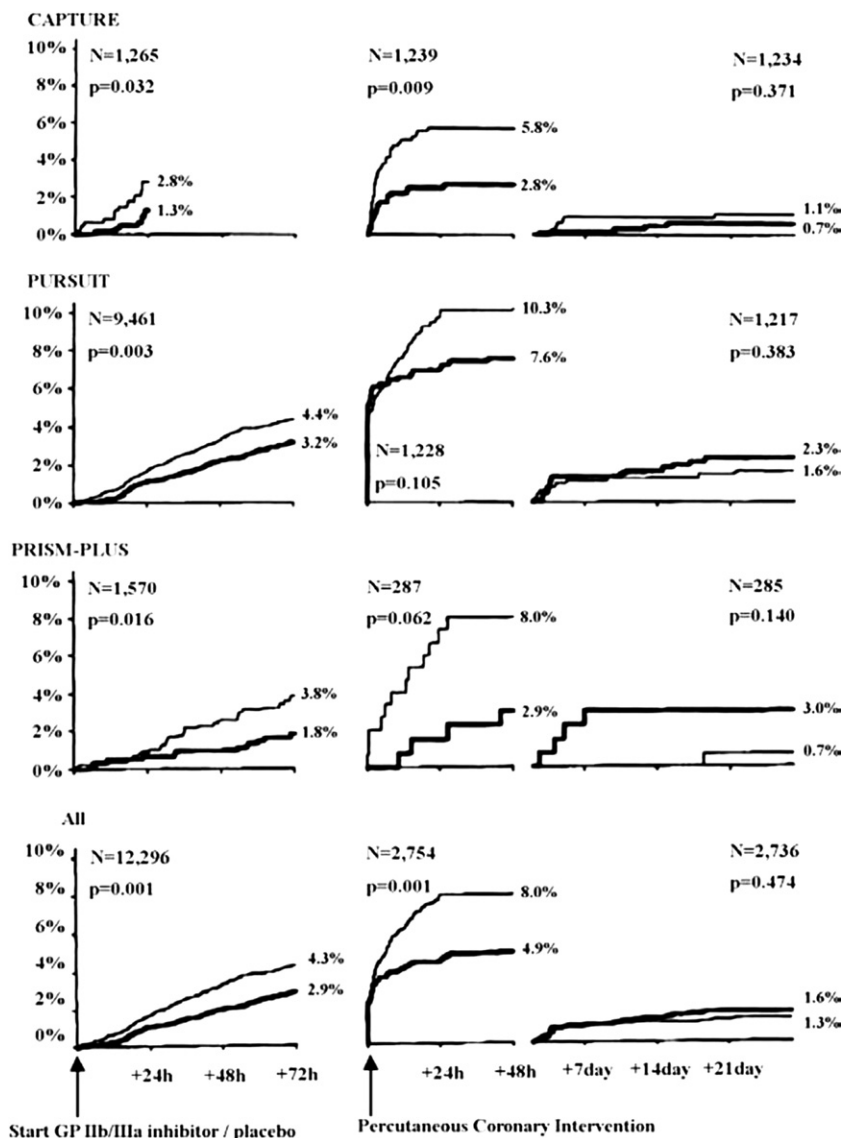 CAPTURE
10%
8%
6%
4%
2%
0%
N=1,265
p=0.032
2.8%
1.3%
N=1,239
p=0.009
5.8%
2.8%
N=1,234
p=0.371
1.1%
0.7%
PURSUIT
10%
8%
6%
4%
2%
0%
N=9,461
p=0.003
4.4%
3.2%
10.3%
7.6%
N=1,228
p=0.105
N=1,217
p=0.383
2.3%
1.6%
PRISM-PLUS
10%
8%
6%
4%
2%
0%
N=1,570
p=0.016
3.8%
1.8%
N=287
p=0.062
8.0%
2.9%
N=285
p=0.140
3.0%
0.7%
All
10%
8%
6%
4%
2%
0%
N=12,296
p=0.001
4.3%
2.9%
N=2,754
p=0.001
8.0%
4.9%
N=2,736
p=0.474
1.6%
1.3%
+24h +48h +72h +24h +48h +7day +14day +21day
Start GP IIb/IIIa inhibitor / placebo Percutaneous Coronary Intervention